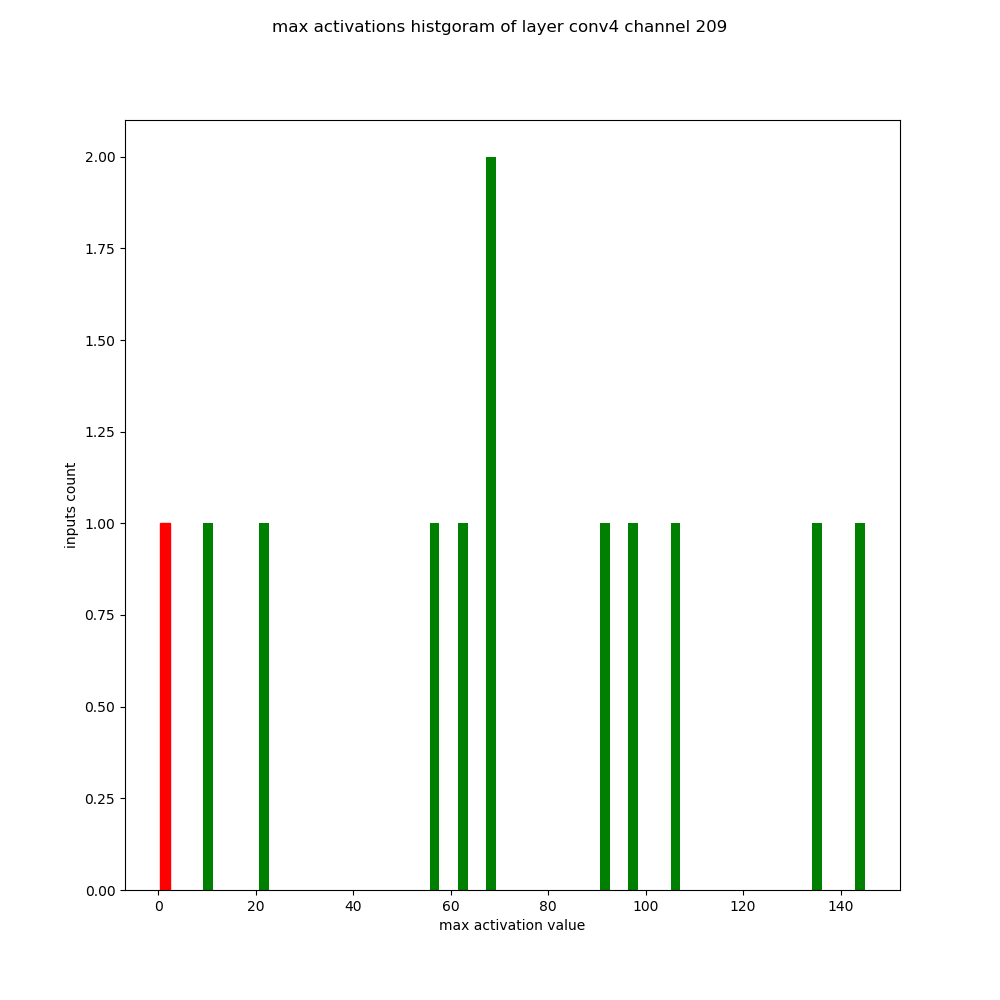 max activations histgoram of layer conv4 channel 209
2.00
1.75
1.50
1.25
1.00
0.75
0.50
0.25
0.00
inputs count
0 20 40 60 80 100 120 140
max activation value